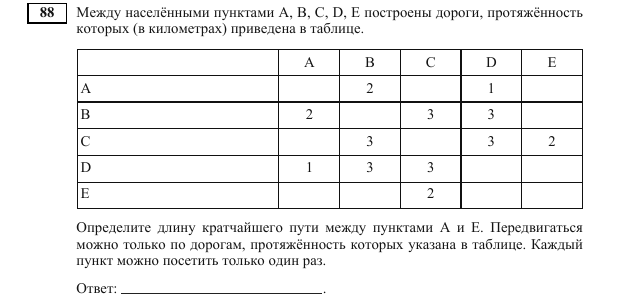 88 Между населёнными пунктами A, B, C, D, E построены дороги, протяжённость
которых (в километрах) приведена в таблице.
A B C D E
A 2 1
B 2 3 3
C 3 3 2
D 1 3 3
E 2
Определите длину кратчайшего пути между пунктами A и E. Передвигаться
можно только по дорогам, протяжённость которых указана в таблице. Каждый
пункт можно посетить только один раз.
Ответ: .